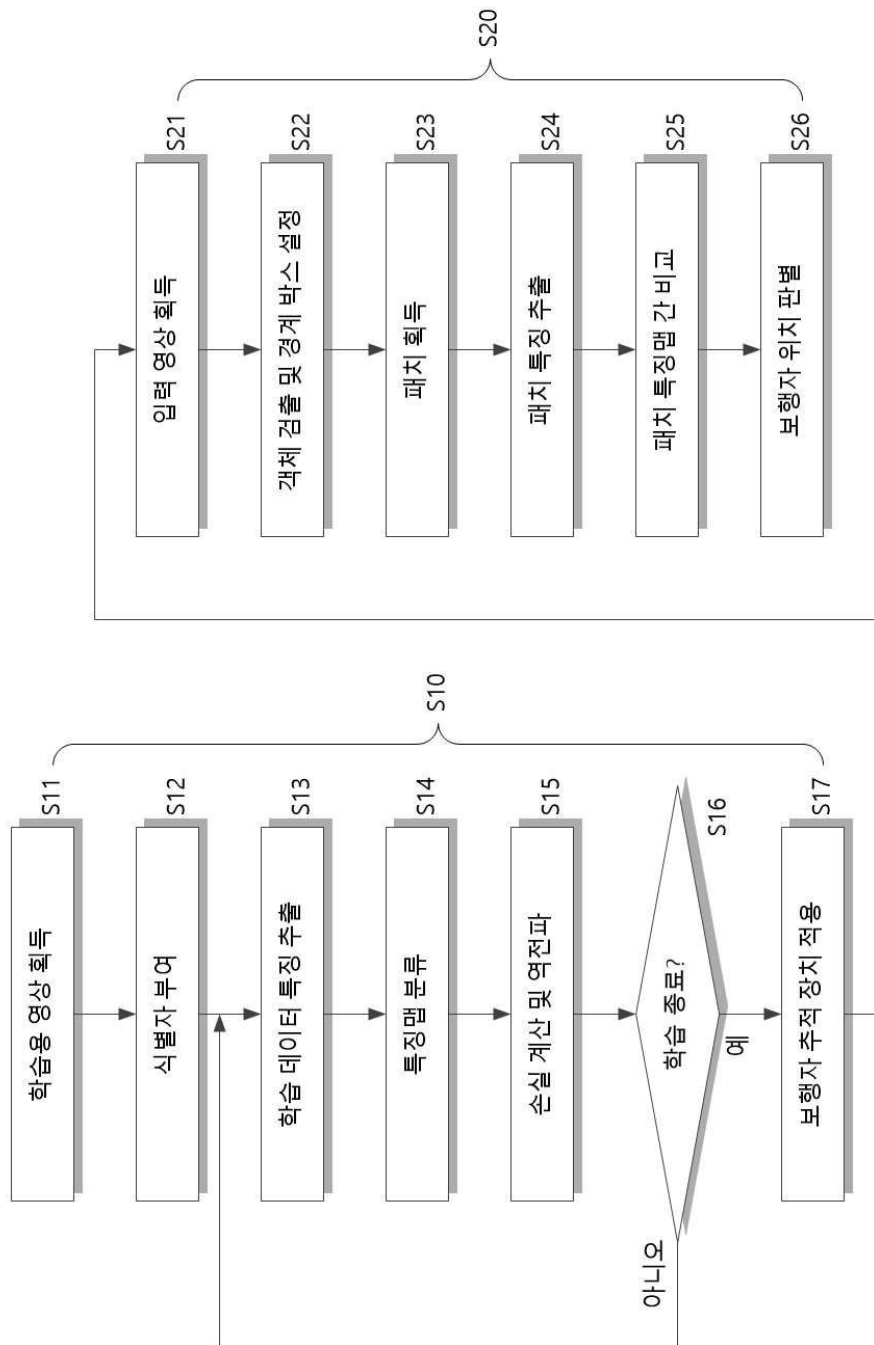 학습용 영상 획득
S11
식별자 부여
S12
학습 데이터 특징 추출
S13
특징맵 분류
S14
손실 계산 및 역전파
S15
학습 종료?
S16
아니오
예
보행자 추적 장치 적용
S17
S10
입력 영상 획득
S21
객체 검출 및 경계 박스 설정
S22
패치 획득
S23
패치 특징 추출
S24
패치 특징맵 간 비교
S25
보행자 위치 판별
S26
S20